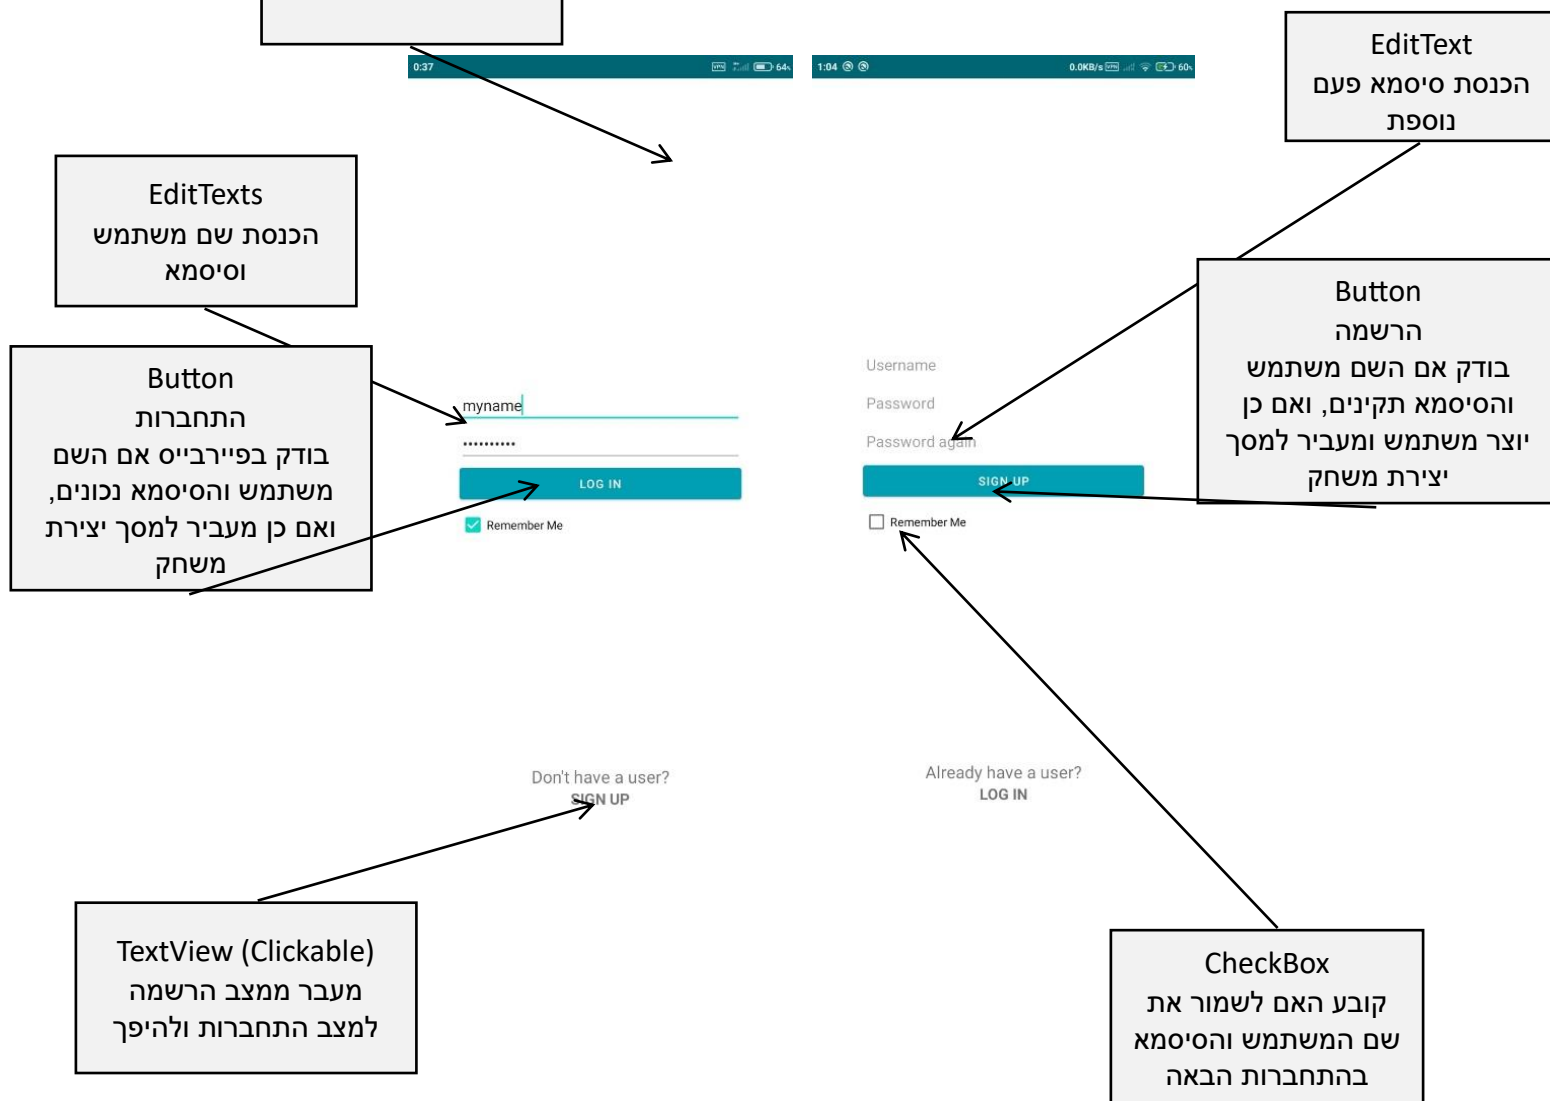 0:37
VPN
64
1:04
0.0KB/s VPN
60
EditText
הכנסת סיסמא פעם
נוספת
EditTexts
הכנסת שם משתמש
וסיסמא
Button
הרשמה
בודק אם השם משתמש
והסיסמא תקינים, ואם כן
יוצר משתמש ומעביר למסך
יצירת משחק
Button
התחברות
בודק בפיירבייס אם השם
משתמש והסיסמא נכונים,
ואם כן מעביר למסך יצירת
משחק
myname
••••••••••
LOG IN
Remember Me
Username
Password
Password again
SIGN UP
Remember Me
Don't have a user?
SIGN UP
Already have a user?
LOG IN
TextView (Clickable)
מעבר ממצב הרשמה
למצב התחברות ולהיפך
CheckBox
קובע האם לשמור את
שם המשתמש והסיסמא
בהתחברות הבאה